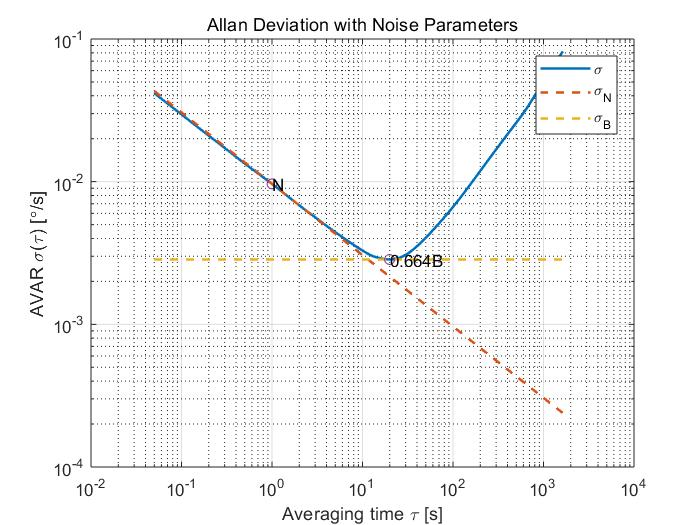 Allan Deviation with Noise Parameters
10^-1
10^-2
10^-3
10^-4
AVAR σ(τ) [°/s]
σ
σ_N
σ_B
N
0.664B
10^-2
10^-1
10^0
10^1
10^2
10^3
10^4
Averaging time τ [s]